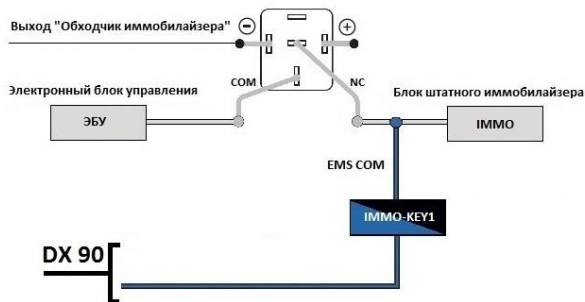 Выход "Обходчик иммобилайзера"
−
+
COM
NC
Электронный блок управления
Блок штатного иммобилайзера
ЭБУ
IMMO
EMS COM
IMMO-KEY1
DX 90